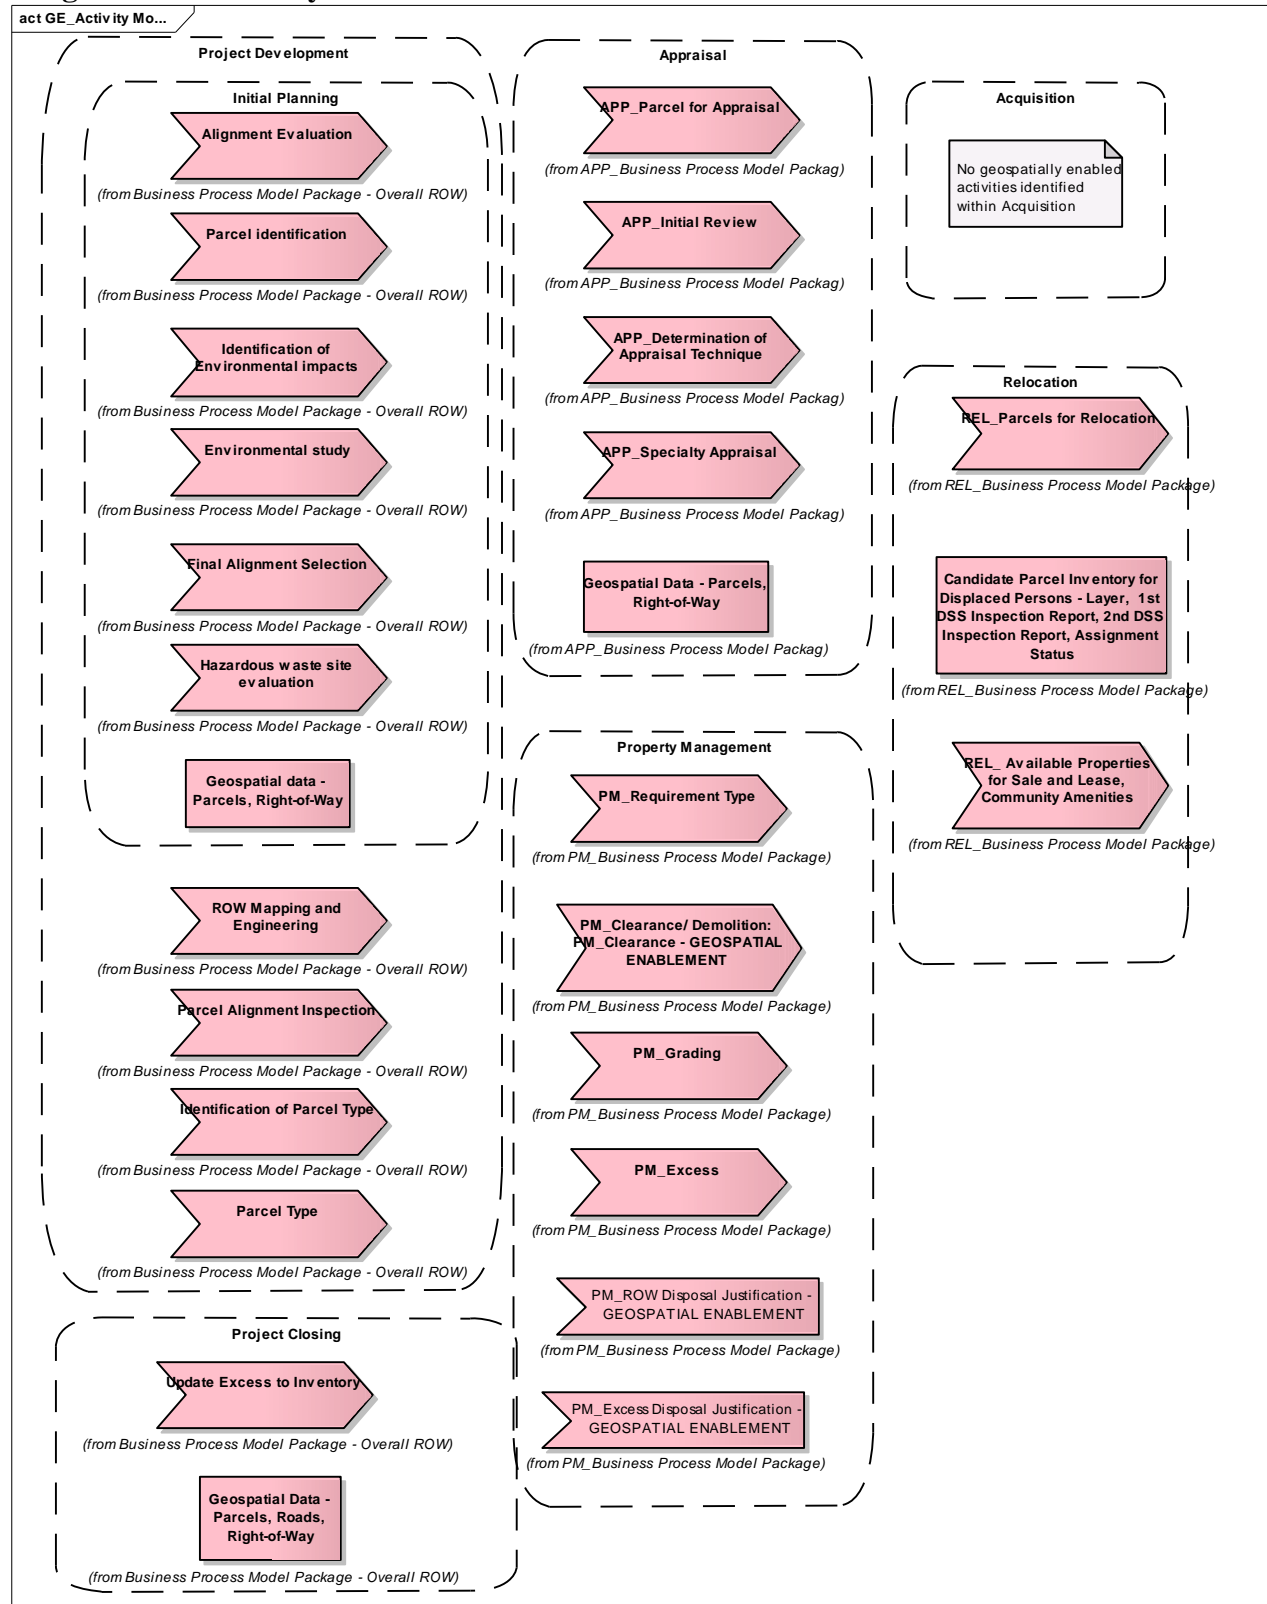 act GE_Activity Mo...
Project Development
Initial Planning
Alignment Evaluation
(from Business Process Model Package - Overall ROW)
Parcel identification
(from Business Process Model Package - Overall ROW)
Identification of
Environmental impacts
(from Business Process Model Package - Overall ROW)
Environmental study
(from Business Process Model Package - Overall ROW)
Final Alignment Selection
(from Business Process Model Package - Overall ROW)
Hazardous waste site
evaluation
(from Business Process Model Package - Overall ROW)
Geospatial data -
Parcels, Right-of-Way
ROW Mapping and
Engineering
(from Business Process Model Package - Overall ROW)
Parcel Alignment Inspection
(from Business Process Model Package - Overall ROW)
Identification of Parcel Type
(from Business Process Model Package - Overall ROW)
Parcel Type
(from Business Process Model Package - Overall ROW)
Project Closing
Update Excess to Inventory
(from Business Process Model Package - Overall ROW)
Geospatial Data -
Parcels, Roads,
Right-of-Way
(from Business Process Model Package - Overall ROW)
Appraisal
APP_Parcel for Appraisal
(from APP_Business Process Model Packag)
APP_Initial Review
(from APP_Business Process Model Packag)
APP_Determination of
Appraisal Technique
(from APP_Business Process Model Packag)
APP_Specialty Appraisal
(from APP_Business Process Model Packag)
Geospatial Data - Parcels,
Right-of-Way
(from APP_Business Process Model Packag)
Property Management
PM_Requirement Type
(from PM_Business Process Model Package)
PM_Clearance/ Demolition:
PM_Clearance - GEOSPATIAL
ENABLEMENT
(from PM_Business Process Model Package)
PM_Grading
(from PM_Business Process Model Package)
PM_Excess
(from PM_Business Process Model Package)
PM_ROW Disposal Justification -
GEOSPATIAL ENABLEMENT
(from PM_Business Process Model Package)
PM_Excess Disposal Justification -
GEOSPATIAL ENABLEMENT
(from PM_Business Process Model Package)
Acquisition
No geospatially enabled
activities identified
within Acquisition
Relocation
REL_Parcels for Relocation
(from REL_Business Process Model Package)
Candidate Parcel Inventory for
Displaced Persons - Layer, 1st
DSS Inspection Report, 2nd DSS
Inspection Report, Assignment
Status
(from REL_Business Process Model Package)
REL_ Available Properties
for Sale and Lease,
Community Amenities
(from REL_Business Process Model Package)